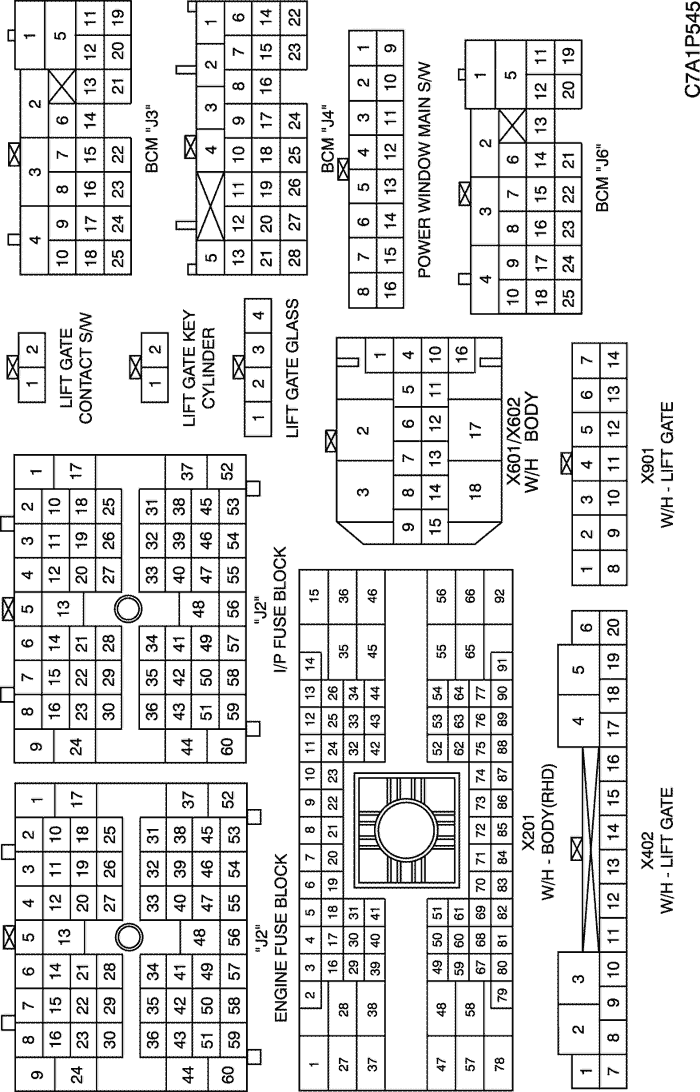 9 8 7 6 5 4 3 2 1
16 15 14 13 12 11 10
24 23 22 21 20 19 18 17
30 29 28 27 26 25
36 35 34 33 32 31
44 43 42 41 40 39 38 37
51 50 49 48 47 46 45
60 59 58 57 56 55 54 53 52
"J2"
ENGINE FUSE BLOCK
9 8 7 6 5 4 3 2 1
16 15 14 13 12 11 10
24 23 22 21 20 19 18 17
30 29 28 27 26 25
36 35 34 33 32 31
44 43 42 41 40 39 38 37
51 50 49 48 47 46 45
60 59 58 57 56 55 54 53 52
"J2"
I/P FUSE BLOCK
1 2
LIFT GATE
CONTACT S/W
1 2
LIFT GATE KEY
CYLINDER
1 2 3 4
LIFT GATE GLASS
4 3 2 1
10 9 8 7 6 5
18 17 16 15 14 13 12 11
25 24 23 22 21 20 19
BCM "J3"
5 4 3 2 1
13 12 11 10 9 8 7 6
21 20 19 18 17 16 15 14
28 27 26 25 24 23 22
BCM "J4"
8 7 6 5 4 3 2 1
16 15 14 13 12 11 10 9
POWER WINDOW MAIN S/W
4 3 2 1
10 9 8 7 6 5
18 17 16 15 14 13 12 11
25 24 23 22 21 20 19
BCM "J6"
1 2 3 4 5 6 7 8 9 10 11 12 13 14 15
16 17 18 19 20 21 22 23 24 25 26
27 28 29 30 31 32 33 34 35 36
37 38 39 40 41 42 43 44 45 46
47 48 49 50 51 52 53 54 55 56
57 58 59 60 61 62 63 64 65 66
67 68 69 70 71 72 73 74 75 76 77
78 79 80 81 82 83 84 85 86 87 88 89 90 91 92
X201
W/H - BODY(RHD)
3 2 1
9 8 7 6 5 4
15 14 13 12 11 10
18 17 16
X601/X602
W/H BODY
1 2 3 4 5 6
7 8 9 10 11 12 13 14 15 16 17 18 19 20
X402
W/H - LIFT GATE
1 2 3 4 5 6 7
8 9 10 11 12 13 14
X901
W/H - LIFT GATE
C7A1P545